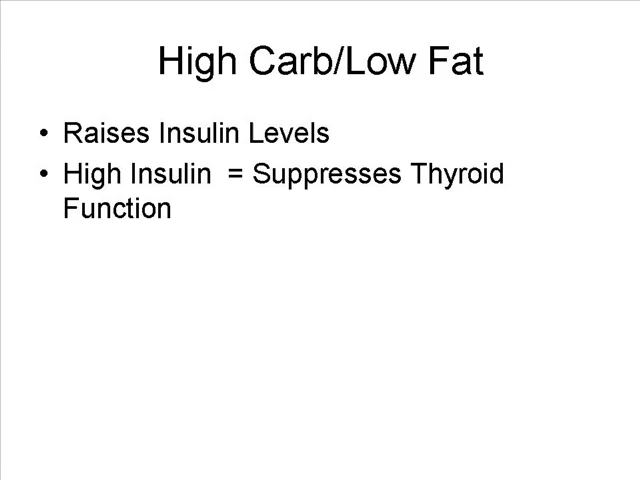 High Carb/Low Fat
• Raises Insulin Levels
• High Insulin  = Suppresses Thyroid
Function